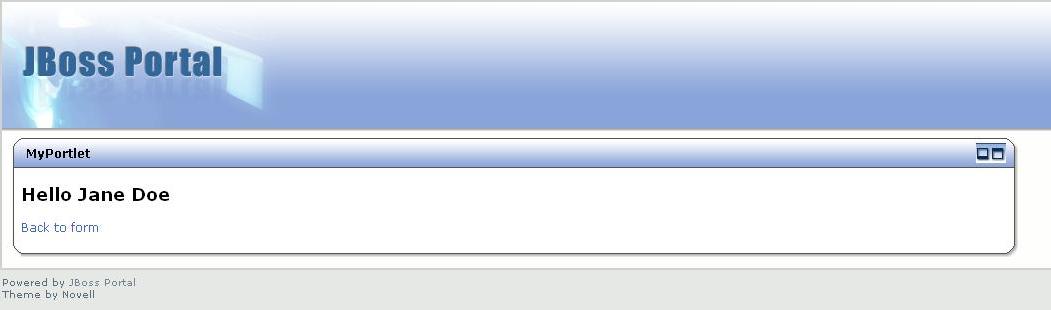 JBoss Portal
MyPortlet
Hello Jane Doe
Back to form
Powered by JBoss Portal
Theme by Novell